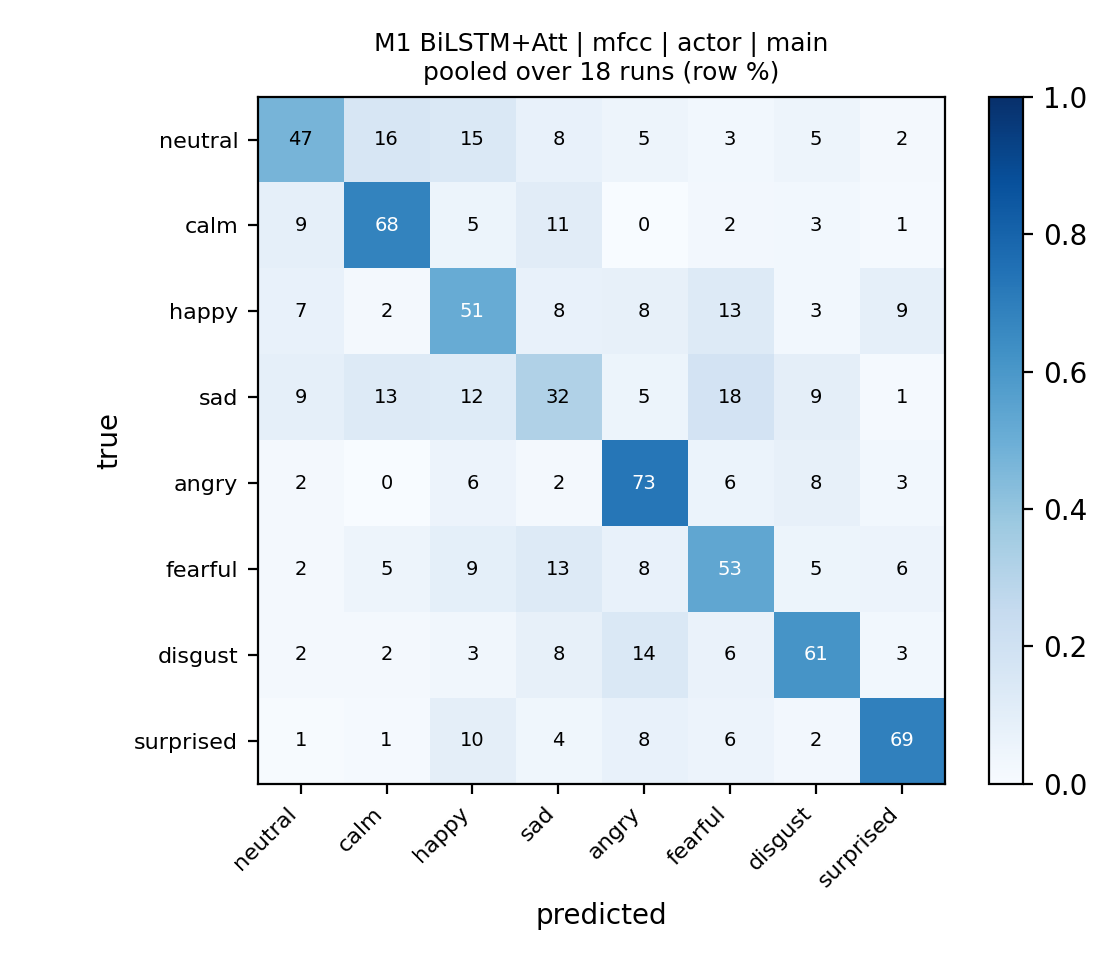 M1 BiLSTM+Att | mfcc | actor | main
pooled over 18 runs (row %)
neutral 47 16 15 8 5 3 5 2
calm 9 68 5 11 0 2 3 1
happy 7 2 51 8 8 13 3 9
sad 9 13 12 32 5 18 9 1
angry 2 0 6 2 73 6 8 3
fearful 2 5 9 13 8 53 5 6
disgust 2 2 3 8 14 6 61 3
surprised 1 1 10 4 8 6 2 69
true
neutral calm happy sad angry fearful disgust surprised
predicted
1.0
0.8
0.6
0.4
0.2
0.0